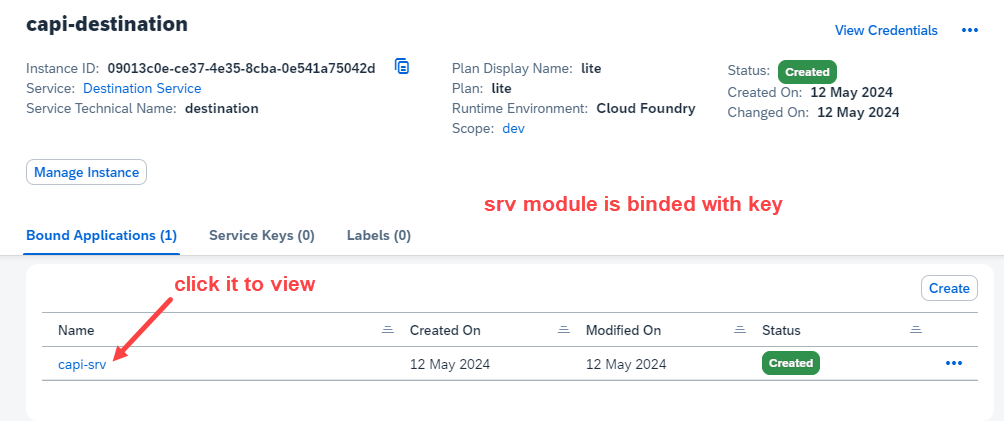 capi-destination
View Credentials
Instance ID: 09013c0e-ce37-4e35-8cba-0e541a75042d
Service: Destination Service
Service Technical Name: destination
Plan Display Name: lite
Plan: lite
Runtime Environment: Cloud Foundry
Scope: dev
Status: Created
Created On: 12 May 2024
Changed On: 12 May 2024
Manage Instance
srv module is binded with key
Bound Applications (1) Service Keys (0) Labels (0)
click it to view
Create
Name Created On Modified On Status
capi-srv 12 May 2024 12 May 2024 Created